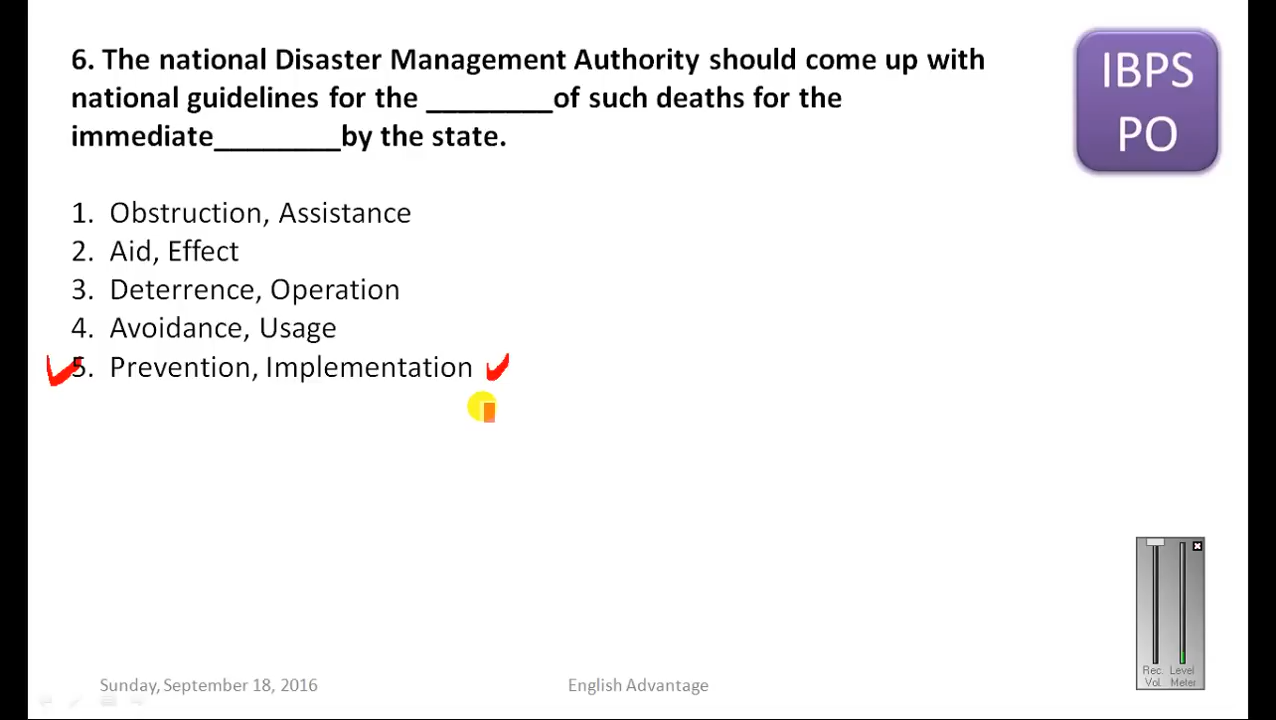 6. The national Disaster Management Authority should come up with
national guidelines for the ________of such deaths for the
immediate________by the state.
IBPS
PO
1. Obstruction, Assistance
2. Aid, Effect
3. Deterrence, Operation
4. Avoidance, Usage
5. Prevention, Implementation
Rec. Level
Vol. Meter
Sunday, September 18, 2016
English Advantage